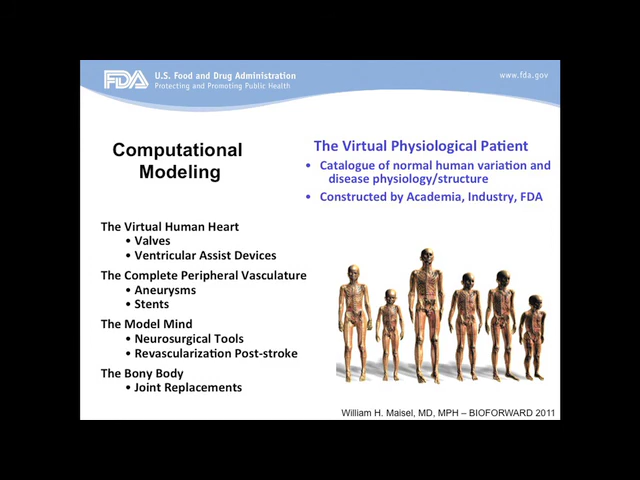 FDA U.S. Food and Drug Administration
Protecting and Promoting Public Health
www.fda.gov
Computational
Modeling
The Virtual Human Heart
• Valves
• Ventricular Assist Devices
The Complete Peripheral Vasculature
• Aneurysms
• Stents
The Model Mind
• Neurosurgical Tools
• Revascularization Post-stroke
The Bony Body
• Joint Replacements
The Virtual Physiological Patient
• Catalogue of normal human variation and
disease physiology/structure
• Constructed by Academia, Industry, FDA
William H. Maisel, MD, MPH – BIOFORWARD 2011